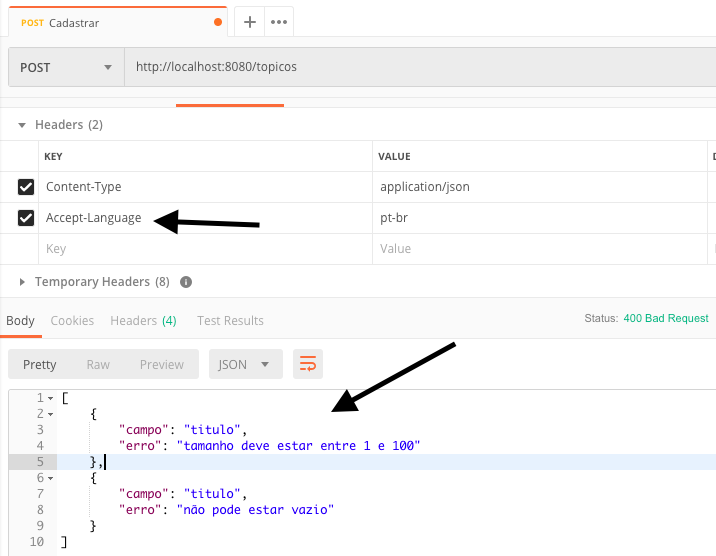 POST Cadastrar
POST http://localhost:8080/topicos
Headers (2)
KEY VALUE
Content-Type application/json
Accept-Language pt-br
Key Value
Temporary Headers (8) i
Body Cookies Headers (4) Test Results Status: 400 Bad Request
Pretty Raw Preview JSON
1 [
2 {
3 "campo": "titulo",
4 "erro": "tamanho deve estar entre 1 e 100"
5 },
6 {
7 "campo": "titulo",
8 "erro": "não pode estar vazio"
9 }
10 ]